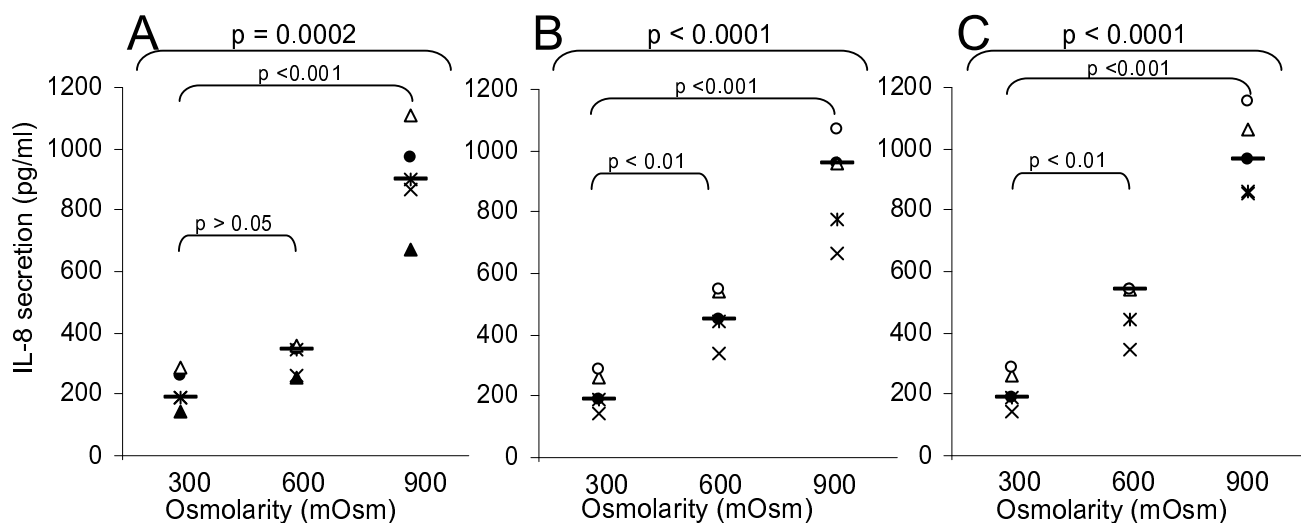 A
p = 0.0002
p <0.001
p > 0.05
IL-8 secretion (pg/ml)
1200
1000
800
600
400
200
0
300 600 900
Osmolarity (mOsm)
B
p < 0.0001
p <0.001
p < 0.01
1200
1000
800
600
400
200
0
300 600 900
Osmolarity (mOsm)
C
p < 0.0001
p <0.001
p < 0.01
1200
1000
800
600
400
200
0
300 600 900
Osmolarity (mOsm)